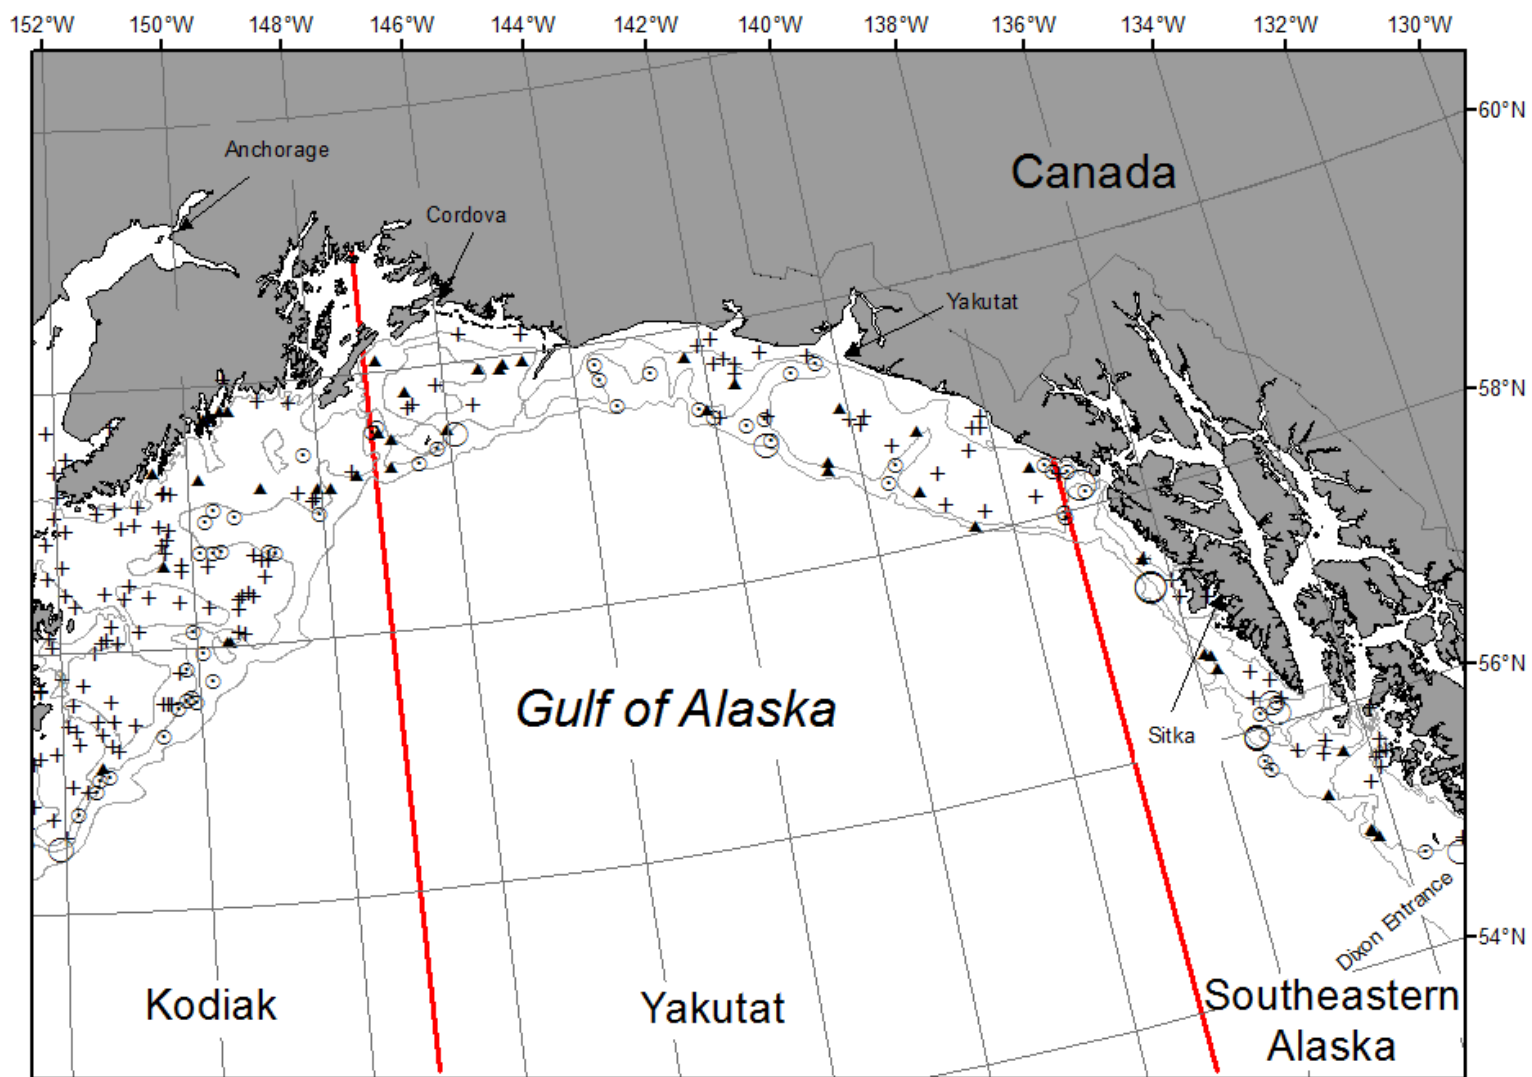 152°W 150°W 148°W 146°W 144°W 142°W 140°W 138°W 136°W 134°W 132°W 130°W
60°N
Anchorage
Canada
Cordova
Yakutat
58°N
56°N
Gulf of Alaska
Sitka
Dixon Entrance
54°N
Kodiak
Yakutat
Southeastern
Alaska